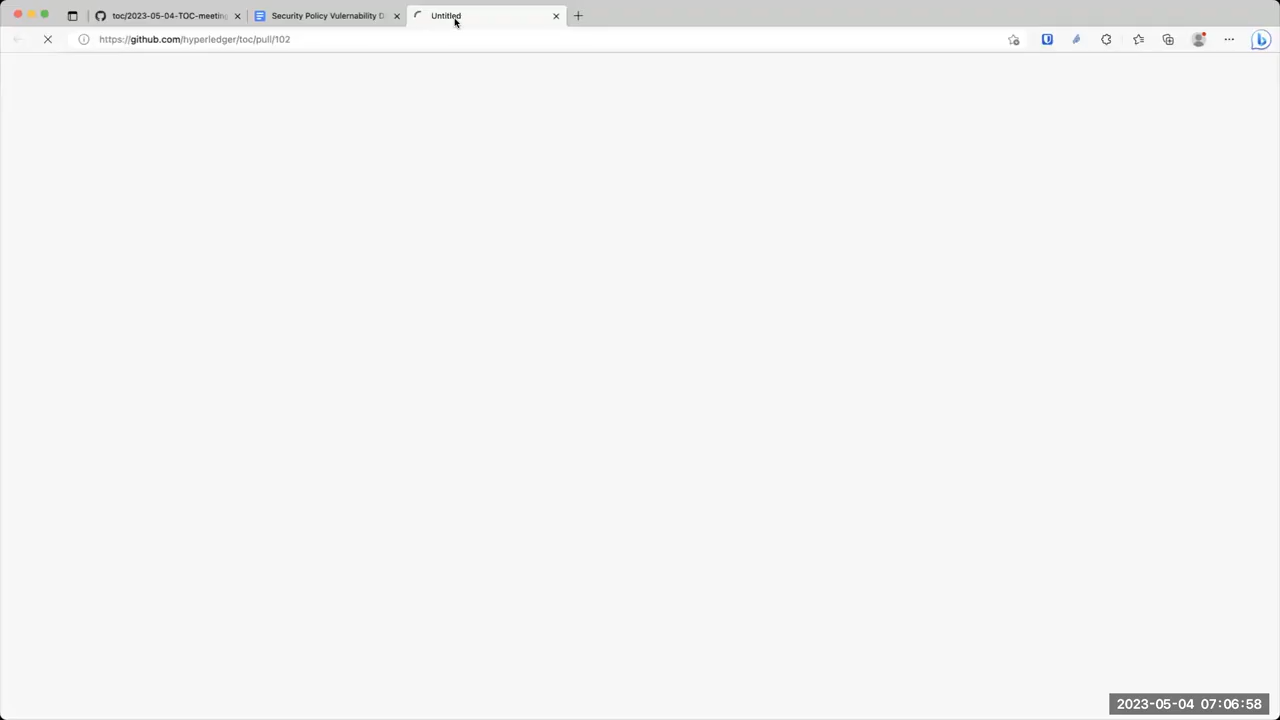 toc/2023-05-04-TOC-meeting
Security Policy Vulernability D
Untitled
https://github.com/hyperledger/toc/pull/102
2023-05-04 07:06:58